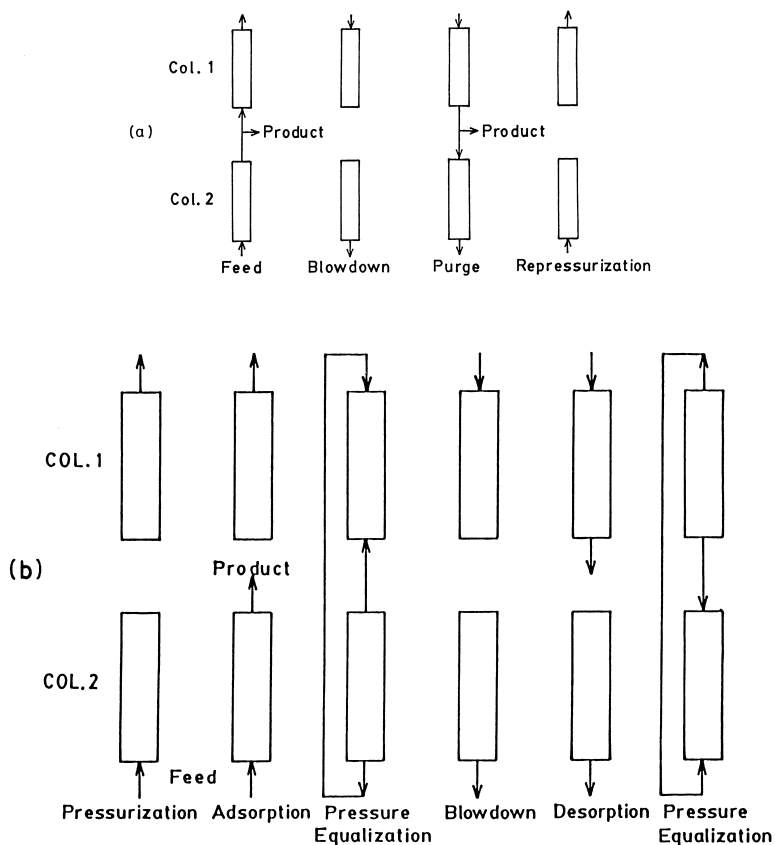 Col. 1
(a)
Product
Product
Col. 2
Feed
Blowdown
Purge
Repressurization
COL.1
(b)
Product
COL.2
Feed
Pressurization
Adsorption
Pressure
Equalization
Blowdown
Desorption
Pressure
Equalization